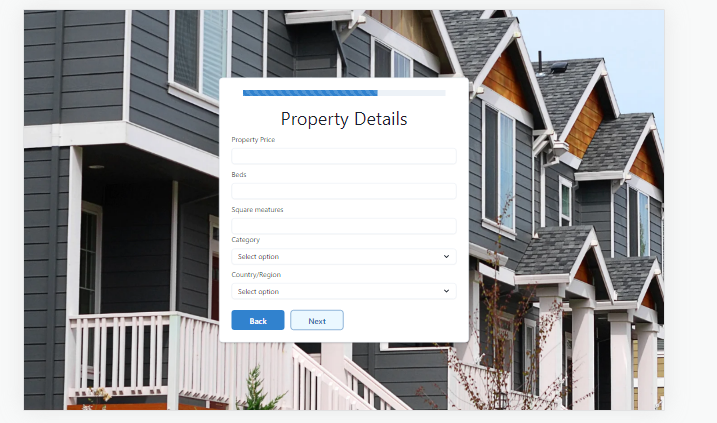 Property Details
Property Price
Beds
Square meatures
Category
Select option
Country/Region
Select option
Back Next